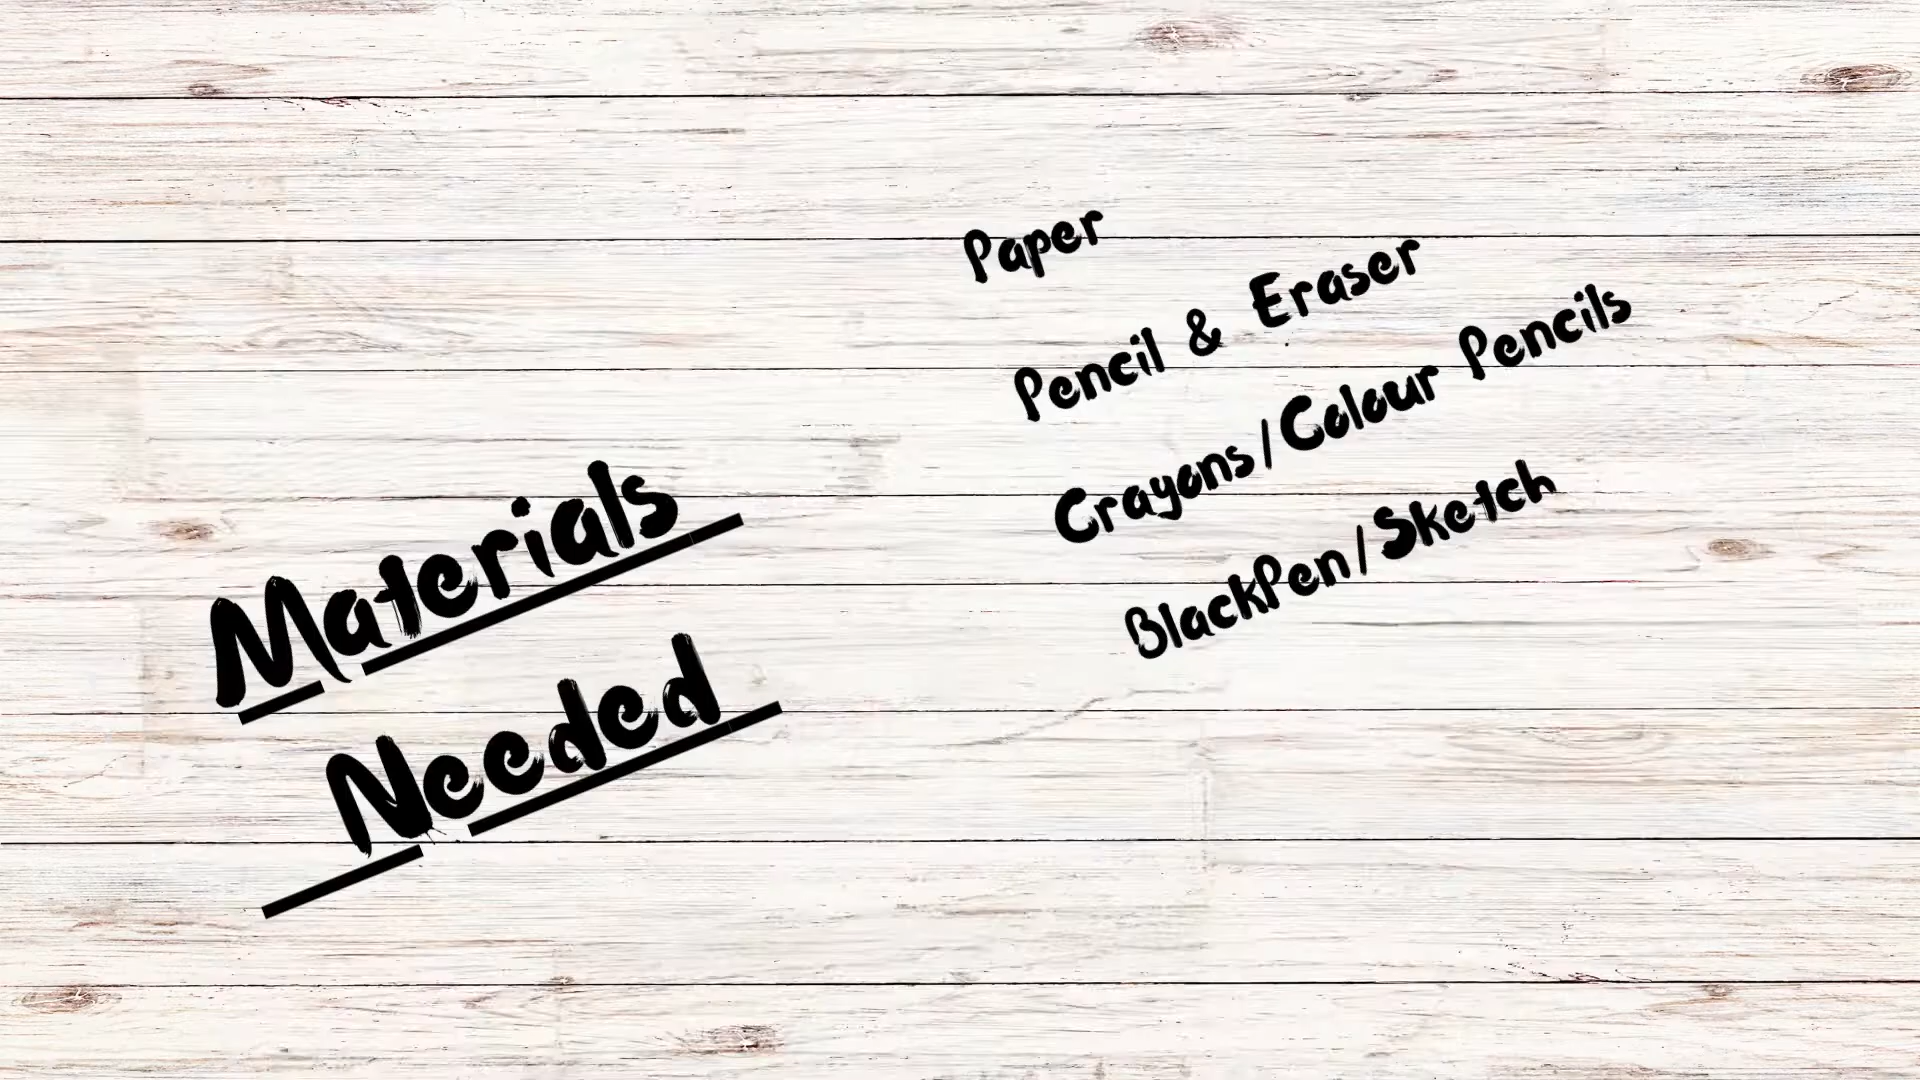 Materials
Needed
Paper
Pencil & Eraser
Crayons/Colour Pencils
BlackPen/Sketch